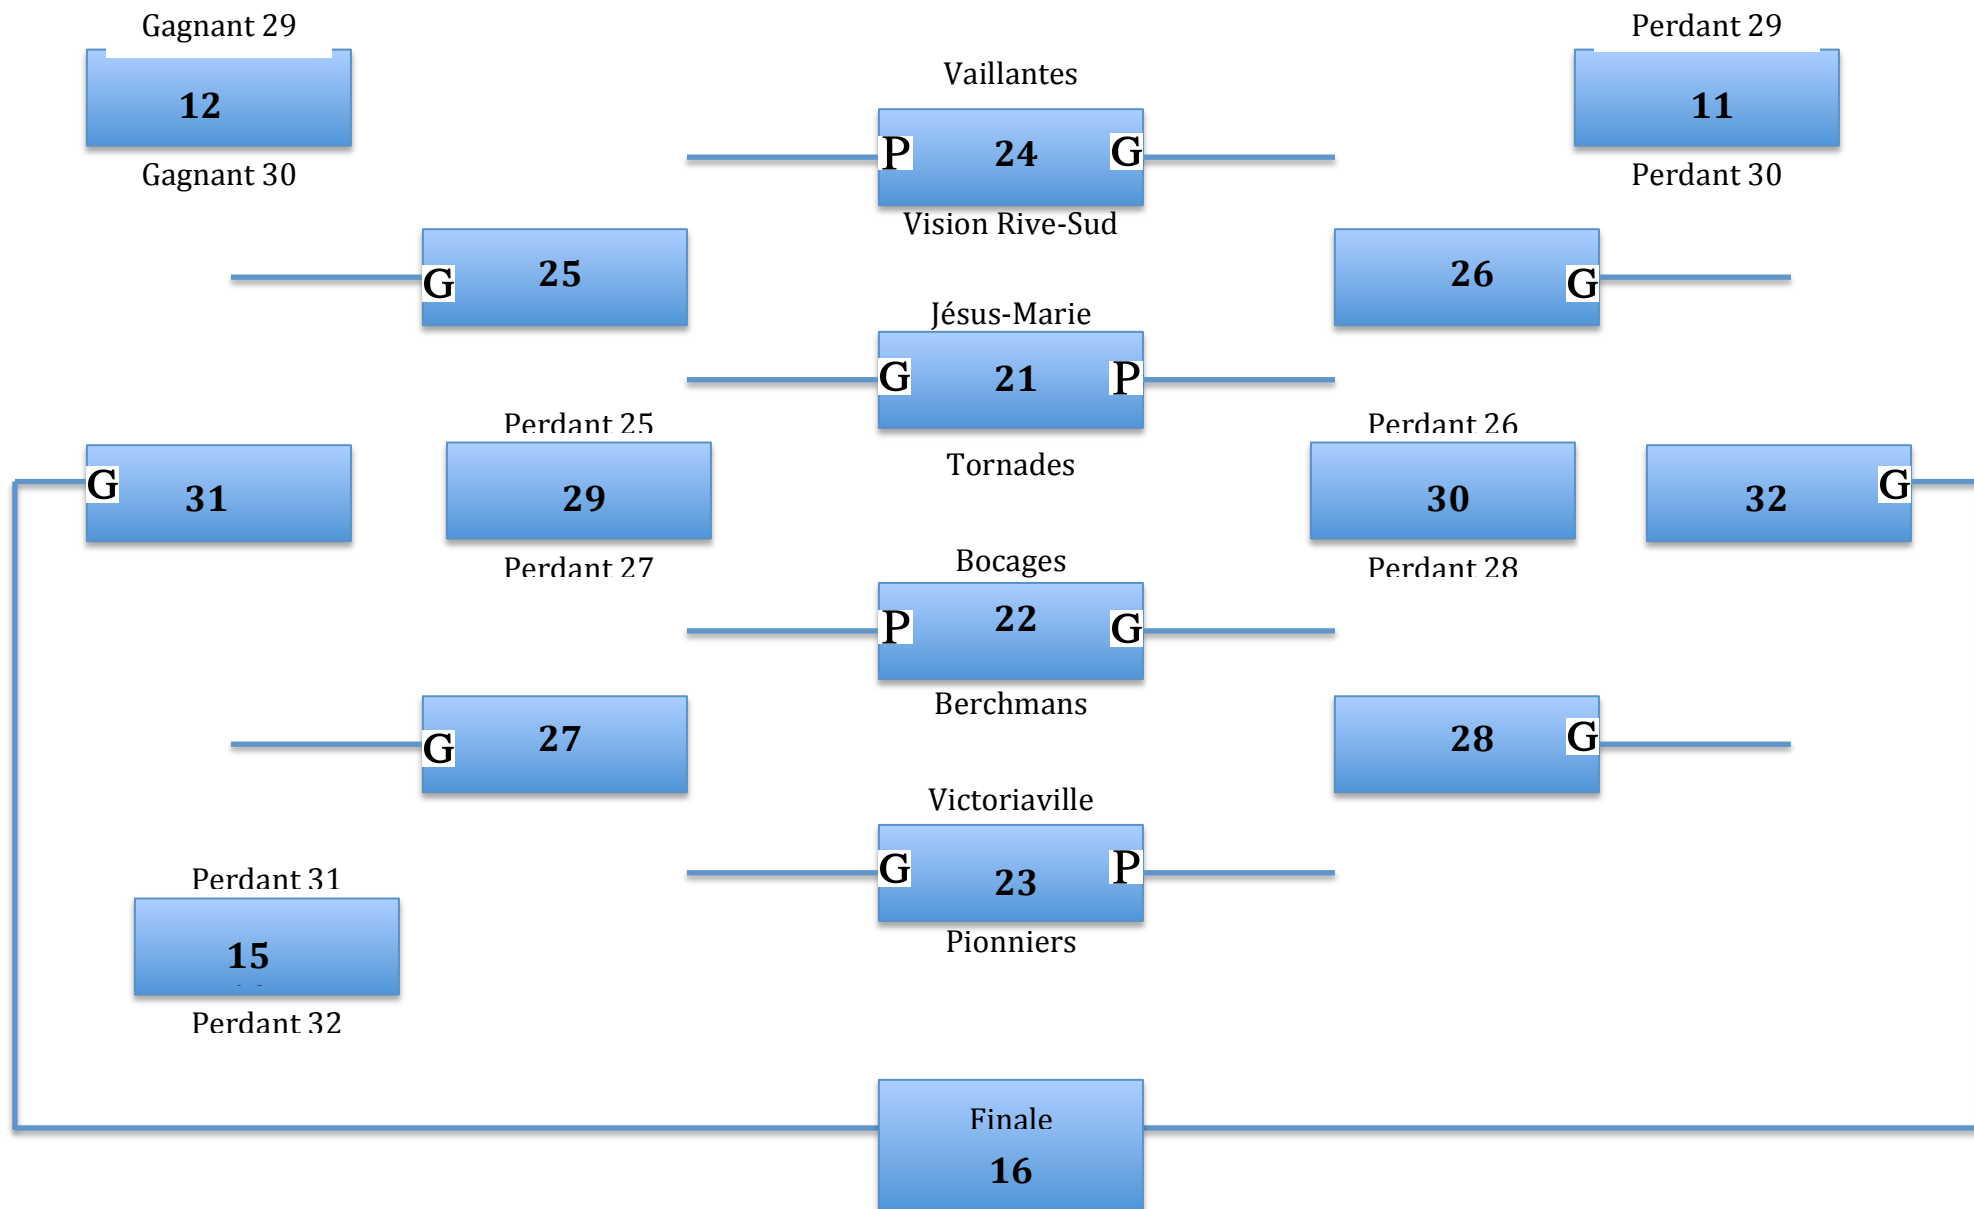 Gagnant 29
Perdant 29
Vaillantes
12
11
P 24 G
Gagnant 30
Perdant 30
Vision Rive-Sud
G 25
26 G
Jésus-Marie
G 21 P
Perdant 25
Perdant 26
Tornades
G 31
29
30
32 G
Bocages
Perdant 27
Perdant 28
P 22 G
Berchmans
G 27
28 G
Victoriaville
G 23 P
Perdant 31
Pionniers
15
Perdant 32
Finale
16